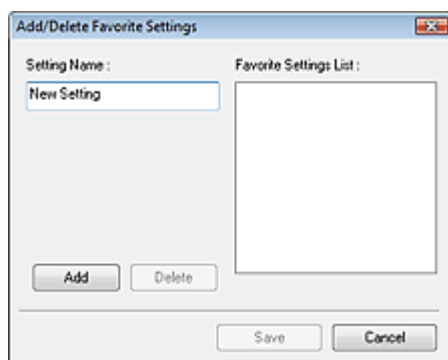 Add/Delete Favorite Settings
Setting Name :
Favorite Settings List :
New Setting
Add
Delete
Save
Cancel